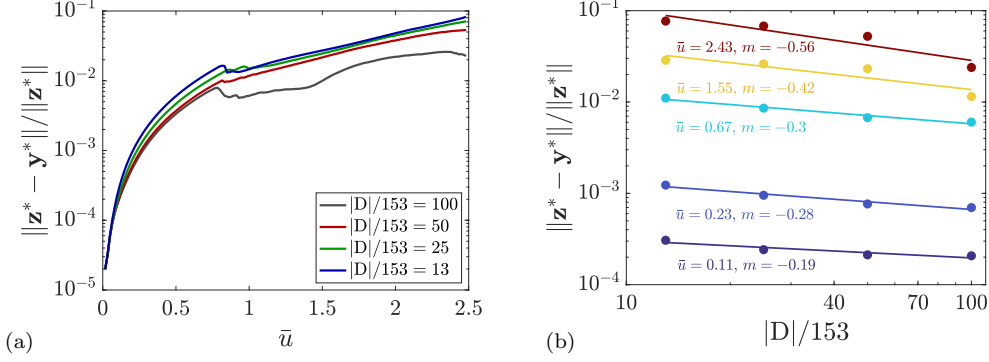 10⁻¹
10⁻²
10⁻³
10⁻⁴
10⁻⁵
‖z* − y*‖/‖z*‖
|D|/153 = 100
|D|/153 = 50
|D|/153 = 25
|D|/153 = 13
0 0.5 1 1.5 2 2.5
ū
(a)
10⁻¹
10⁻²
10⁻³
10⁻⁴
‖z* − y*‖/‖z*‖
ū = 2.43, m = −0.56
ū = 1.55, m = −0.42
ū = 0.67, m = −0.3
ū = 0.23, m = −0.28
ū = 0.11, m = −0.19
10 40 70 100
|D|/153
(b)